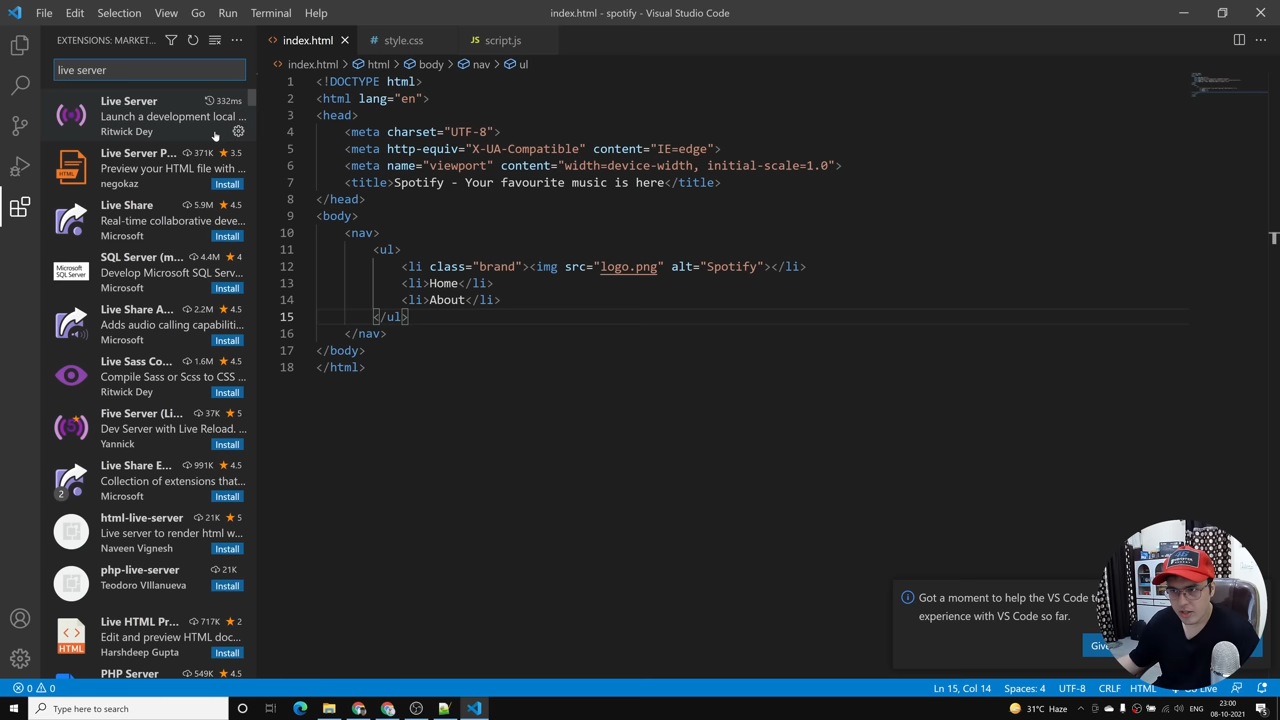 File Edit Selection View Go Run Terminal Help
index.html - spotify - Visual Studio Code
EXTENSIONS: MARKET...
live server
Live Server 332ms
Launch a development local ...
Ritwick Dey
Live Server P... 371K 3.5
Preview your HTML file with ...
negokaz Install
Live Share 5.9M 4.5
Real-time collaborative deve...
Microsoft Install
SQL Server (m... 4.4M 4
Develop Microsoft SQL Serv...
Microsoft Install
Live Share A... 2.2M 4.5
Adds audio calling capabiliti...
Microsoft Install
Live Sass Co... 1.6M 4.5
Compile Sass or Scss to CSS ...
Ritwick Dey Install
Five Server (Li... 37K 5
Dev Server with Live Reload. ...
Yannick Install
Live Share E... 991K 4.5
Collection of extensions that...
2 Microsoft Install
html-live-server 21K 5
Live server to render html w...
Naveen Vignesh Install
php-live-server 21K
Teodoro VIllanueva Install
Live HTML Pr... 717K 2
Edit and preview HTML doc...
Harshdeep Gupta Install
PHP Server 549K 4.5
Microsoft
SQL Server
index.html style.css script.js
index.html > html > body > nav > ul
1 <!DOCTYPE html>
2 <html lang="en">
3 <head>
4 <meta charset="UTF-8">
5 <meta http-equiv="X-UA-Compatible" content="IE=edge">
6 <meta name="viewport" content="width=device-width, initial-scale=1.0">
7 <title>Spotify - Your favourite music is here</title>
8 </head>
9 <body>
10 <nav>
11 <ul>
12 <li class="brand"><img src="logo.png" alt="Spotify"></li>
13 <li>Home</li>
14 <li>About</li>
15 </ul>
16 </nav>
17 </body>
18 </html>
Got a moment to help the VS Code
experience with VS Code so far.
0 0
Ln 15, Col 14 Spaces: 4 UTF-8 CRLF HTML
Type here to search
31°C Haze ENG 23:00
08-10-2021